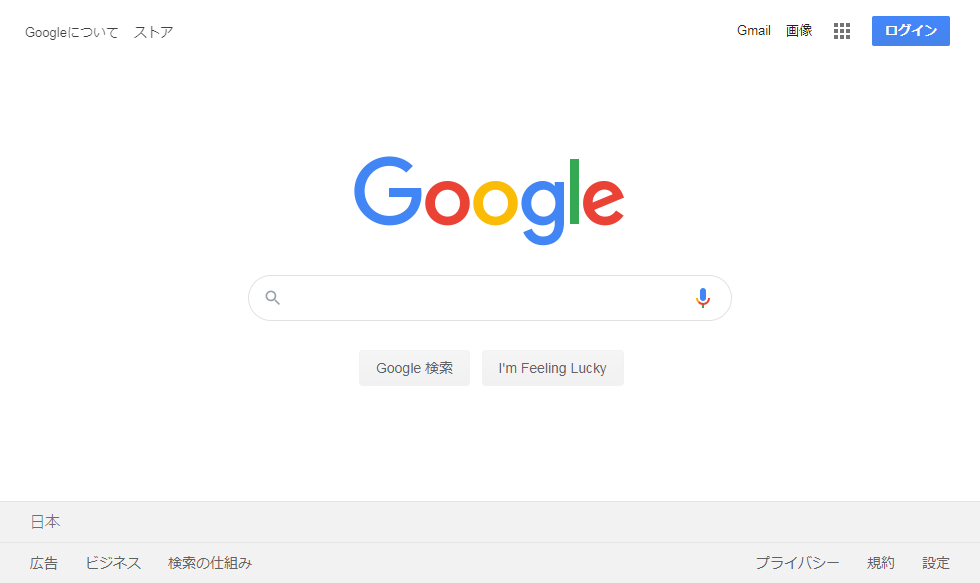 Googleについて ストア Gmail 画像 ログイン
Google
Google 検索 I'm Feeling Lucky
日本
広告 ビジネス 検索の仕組み プライバシー 規約 設定